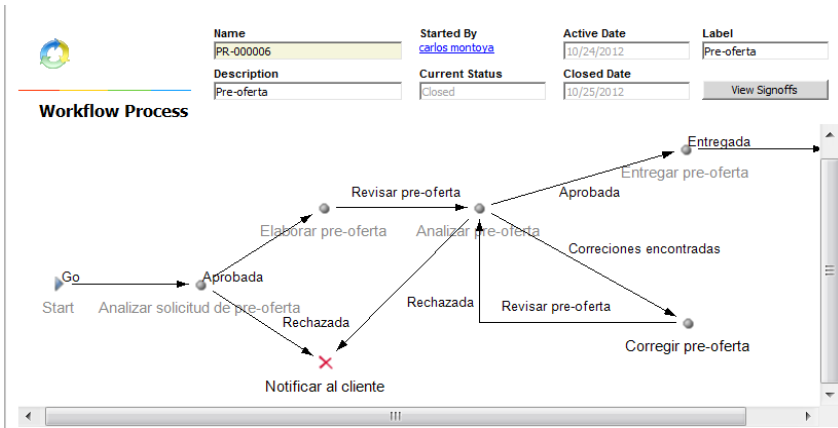 Name
Started By
Active Date
Label
PR-000006
carlos montoya
10/24/2012
Pre-oferta
Description
Current Status
Closed Date
Pre-oferta
Closed
10/25/2012
View Signoffs
Workflow Process
Entregada
Entregar pre-oferta
Revisar pre-oferta
Aprobada
Elaborar pre-oferta
Analizar pre-oferta
Correciones encontradas
Go
Aprobada
Start
Analizar solicitud de pre-oferta
Rechazada
Revisar pre-oferta
Rechazada
Corregir pre-oferta
Notificar al cliente